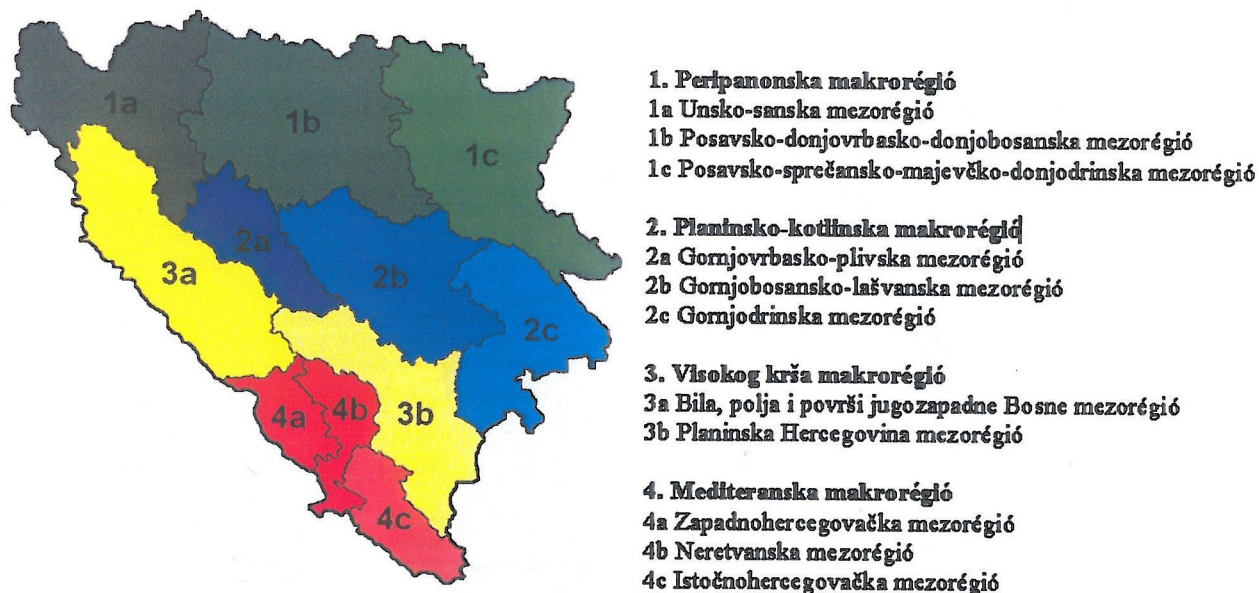 1a
1b
1c
2a
2b
2c
3a
3b
4a
4b
4c
1. Peripanonska makrorégió
1a Unsko-sanska mezorégió
1b Posavsko-donjovrbasko-donjobosanska mezorégió
1c Posavsko-sprečansko-majevčko-donjodrinska mezorégió
2. Planinsko-kotlinska makrorégió
2a Gornjovrbasko-plivska mezorégió
2b Gornjobosansko-lašvanska mezorégió
2c Gornjodrinska mezorégió
3. Visokog krša makrorégió
3a Bila, polja i površi jugozapadne Bosne mezorégió
3b Planinska Hercegovina mezorégió
4. Mediteranska makrorégió
4a Zapadnohercegovačka mezorégió
4b Neretvanska mezorégió
4c Istočnohercegovačka mezorégió